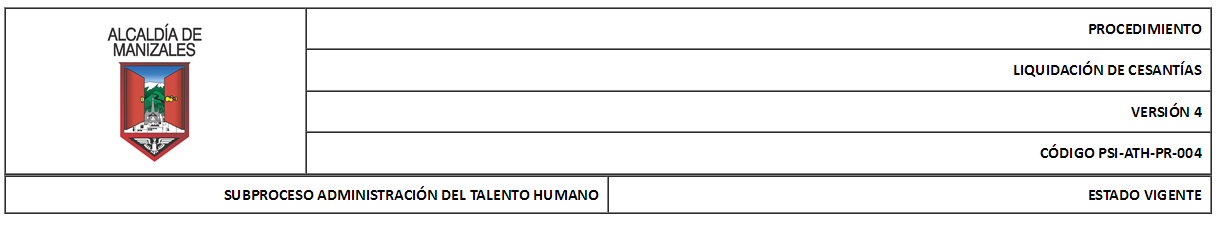 ALCALDÍA DE
MANIZALES
PROCEDIMIENTO
LIQUIDACIÓN DE CESANTÍAS
VERSIÓN 4
CÓDIGO PSI-ATH-PR-004
SUBPROCESO ADMINISTRACIÓN DEL TALENTO HUMANO
ESTADO VIGENTE